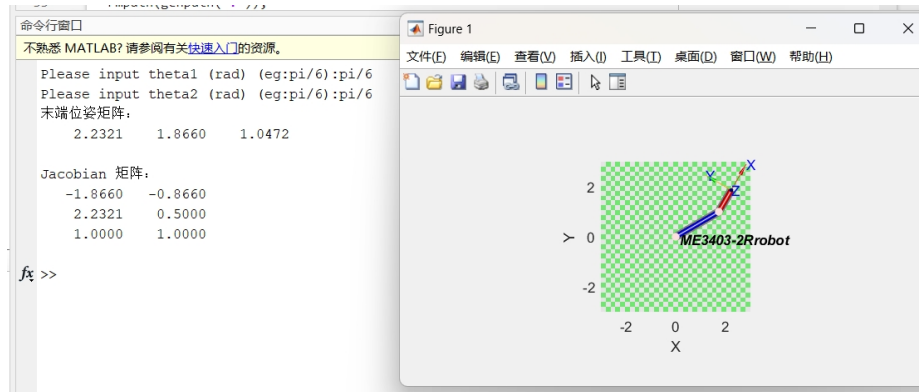 命令行窗口
不熟悉 MATLAB? 请参阅有关快速入门的资源。
Please input theta1 (rad) (eg:pi/6):pi/6
Please input theta2 (rad) (eg:pi/6):pi/6
末端位姿矩阵:
2.2321 1.8660 1.0472
Jacobian 矩阵:
-1.8660 -0.8660
2.2321 0.5000
1.0000 1.0000
fx >>
Figure 1
文件(F) 编辑(E) 查看(V) 插入(I) 工具(T) 桌面(D) 窗口(W) 帮助(H)
X
Y
Z
2
Y 0
ME3403-2Rrobot
-2
-2 0 2
X